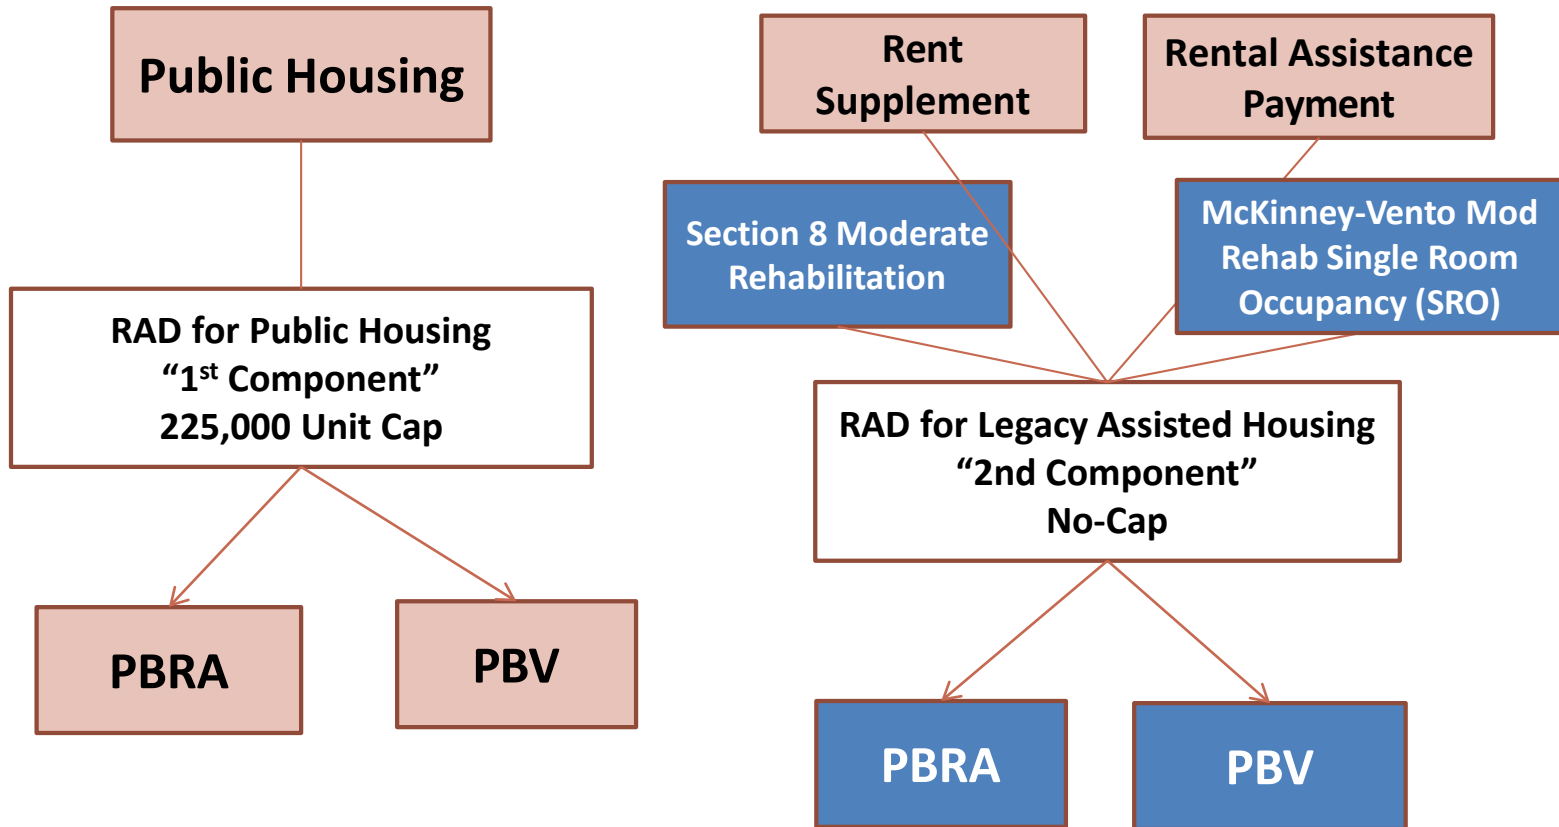 Public Housing
RAD for Public Housing
“1st Component”
225,000 Unit Cap
PBRA
PBV
Rent
Supplement
Rental Assistance
Payment
Section 8 Moderate
Rehabilitation
McKinney-Vento Mod
Rehab Single Room
Occupancy (SRO)
RAD for Legacy Assisted Housing
“2nd Component”
No-Cap
PBRA
PBV